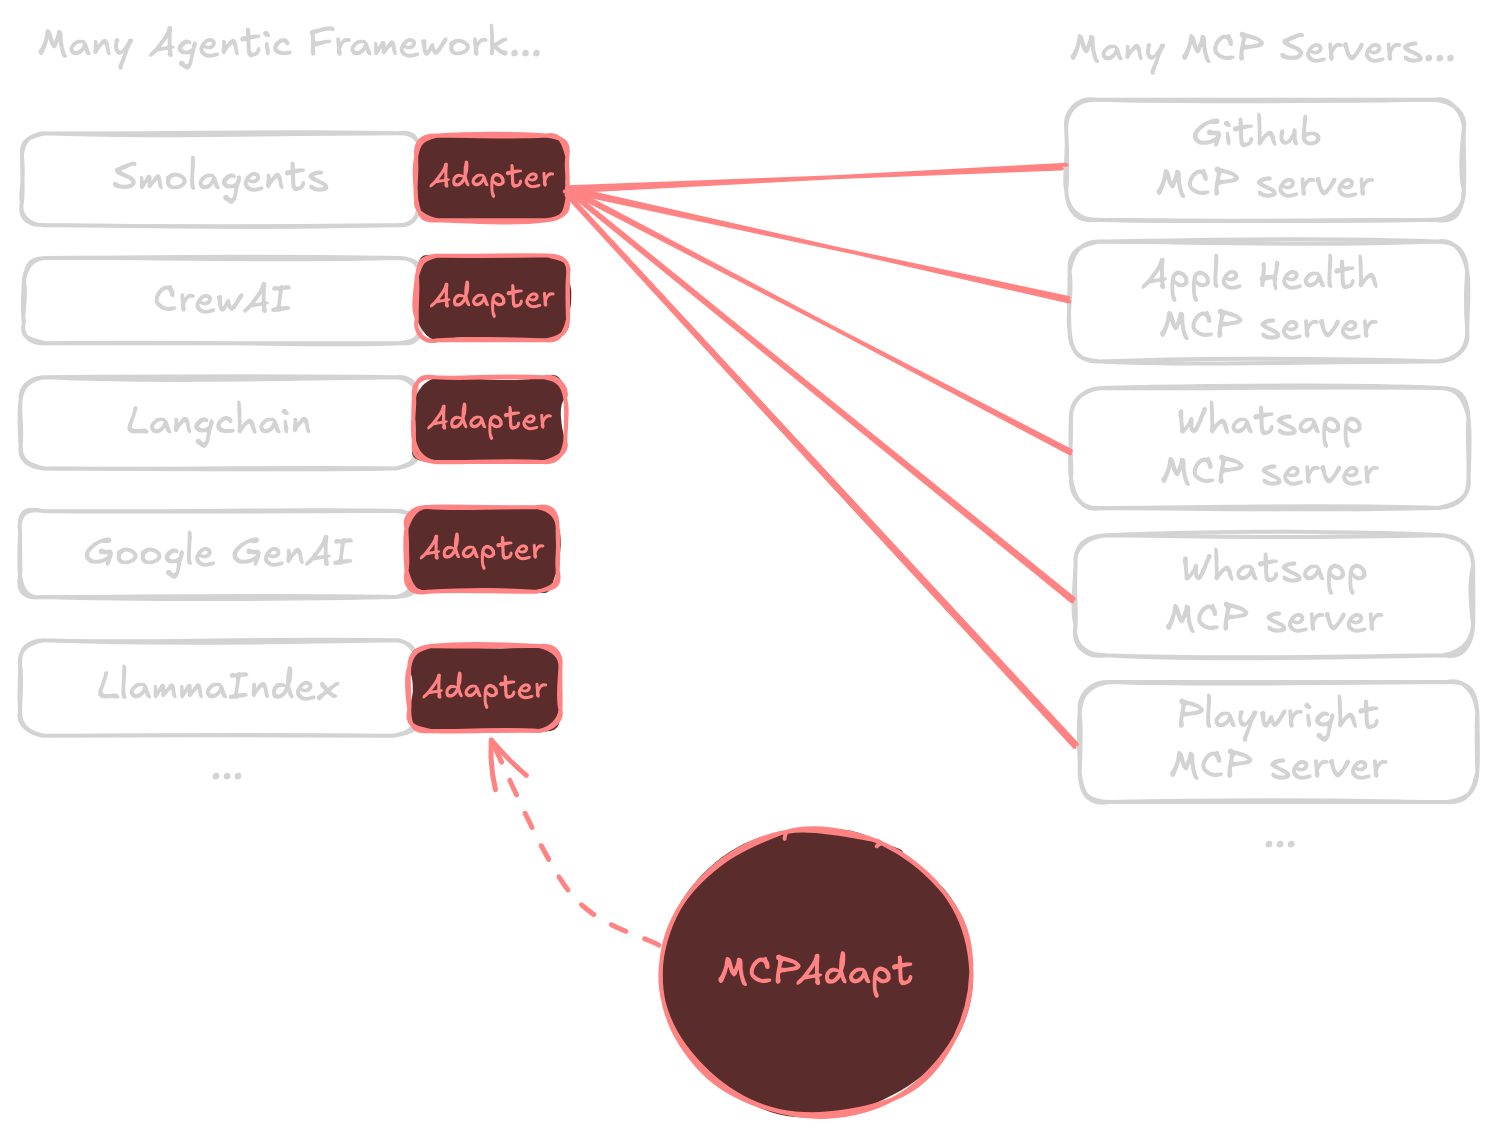 Many Agentic Framework...
Many MCP Servers...
Smolagents
Adapter
CrewAI
Adapter
Langchain
Adapter
Google GenAI
Adapter
LlammaIndex
Adapter
...
Github
MCP server
Apple Health
MCP server
Whatsapp
MCP server
Whatsapp
MCP server
Playwright
MCP server
...
MCPAdapt